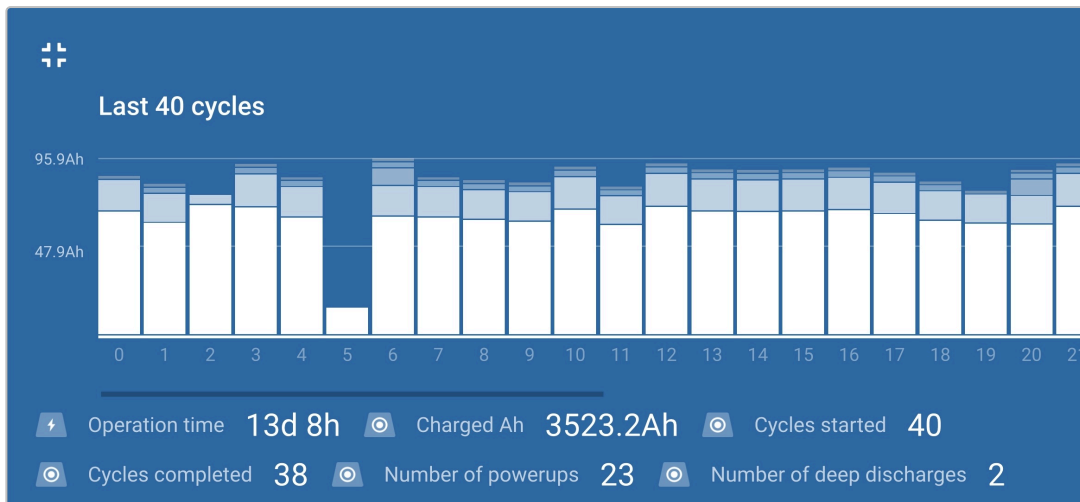 Last 40 cycles
95.9Ah
47.9Ah
0 1 2 3 4 5 6 7 8 9 10 11 12 13 14 15 16 17 18 19 20 21
Operation time 13d 8h Charged Ah 3523.2Ah Cycles started 40
Cycles completed 38 Number of powerups 23 Number of deep discharges 2